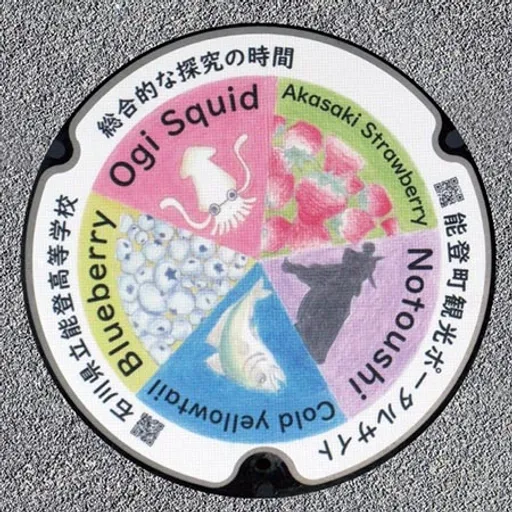 総合的な探究の時間
石川県立能登高等学校
能登町観光ポータルサイト
Ogi Squid
Akasaki Strawberry
Notoushi
Cold yellowtail
Blueberry